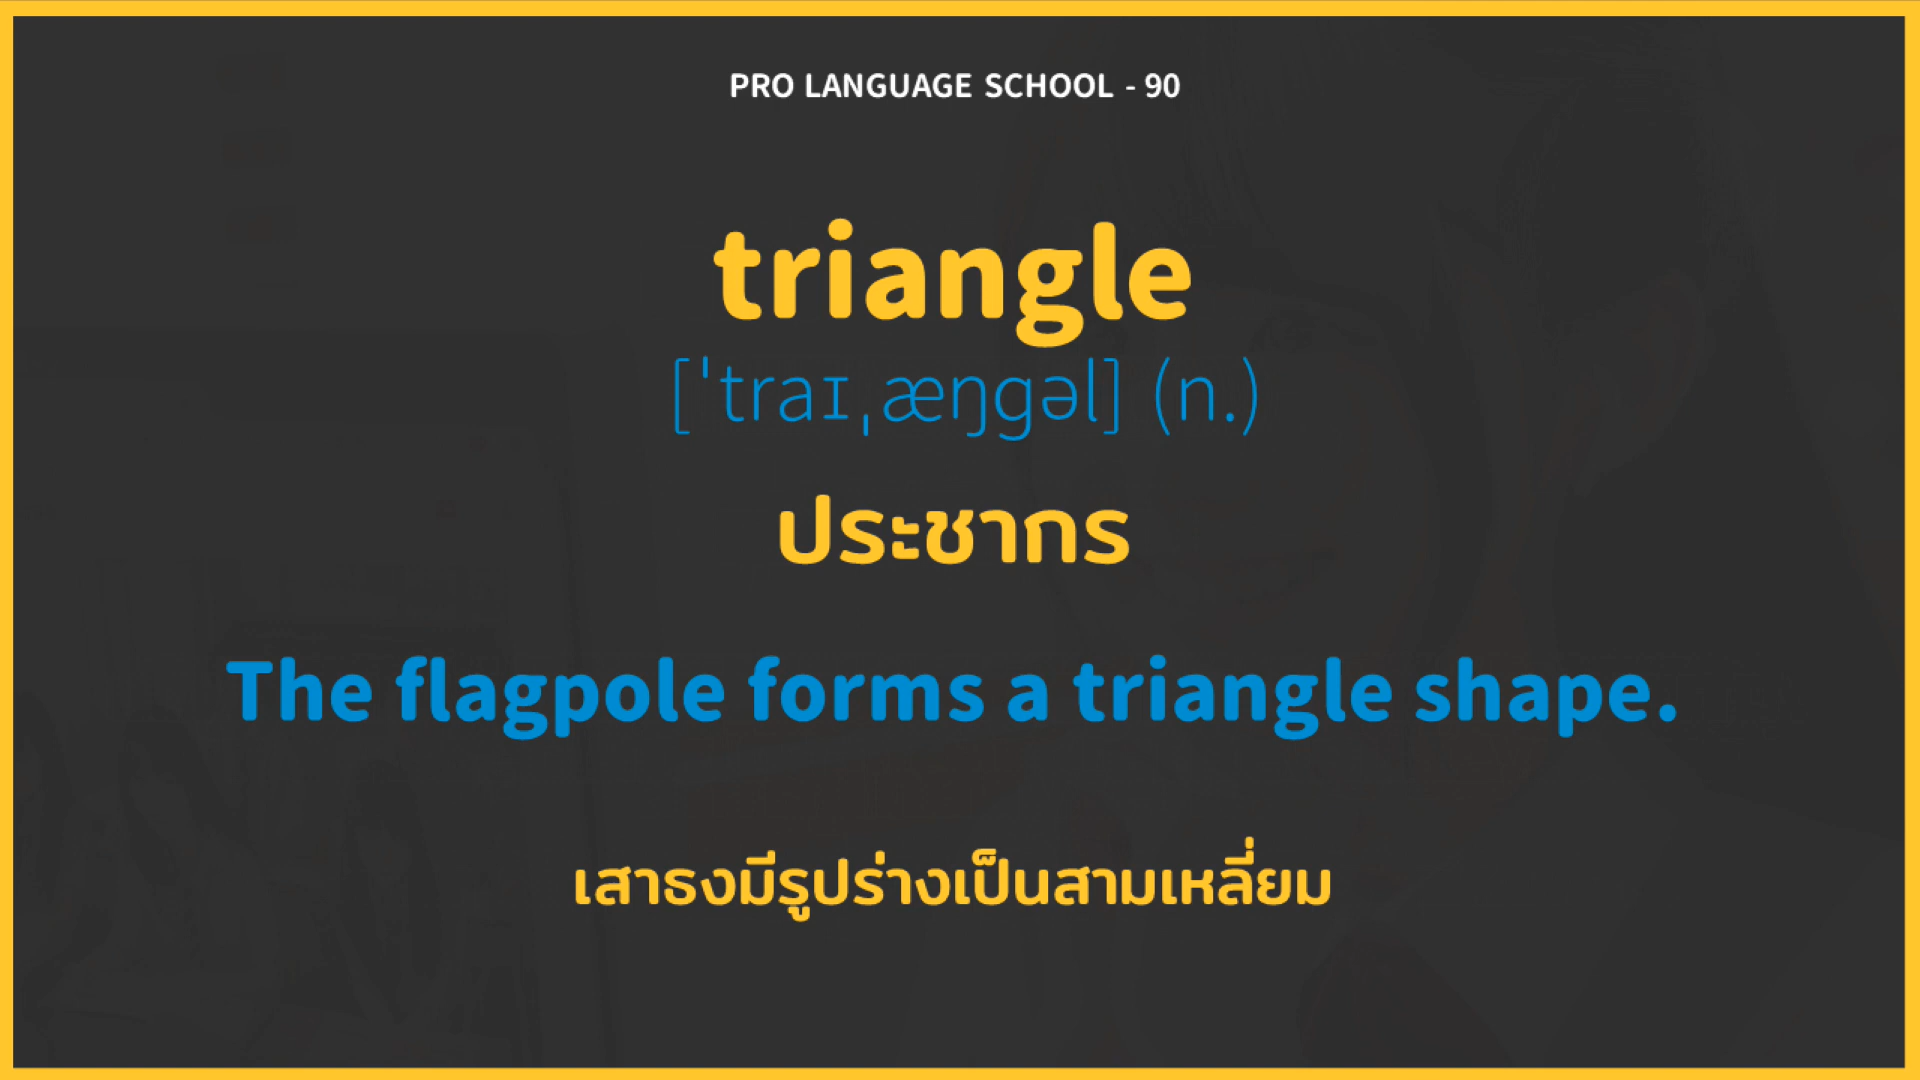 PRO LANGUAGE SCHOOL - 90
triangle
[ˈtraɪˌæŋgəl] (n.)
ประชากร
The flagpole forms a triangle shape.
เสาธงมีรูปร่างเป็นสามเหลี่ยม